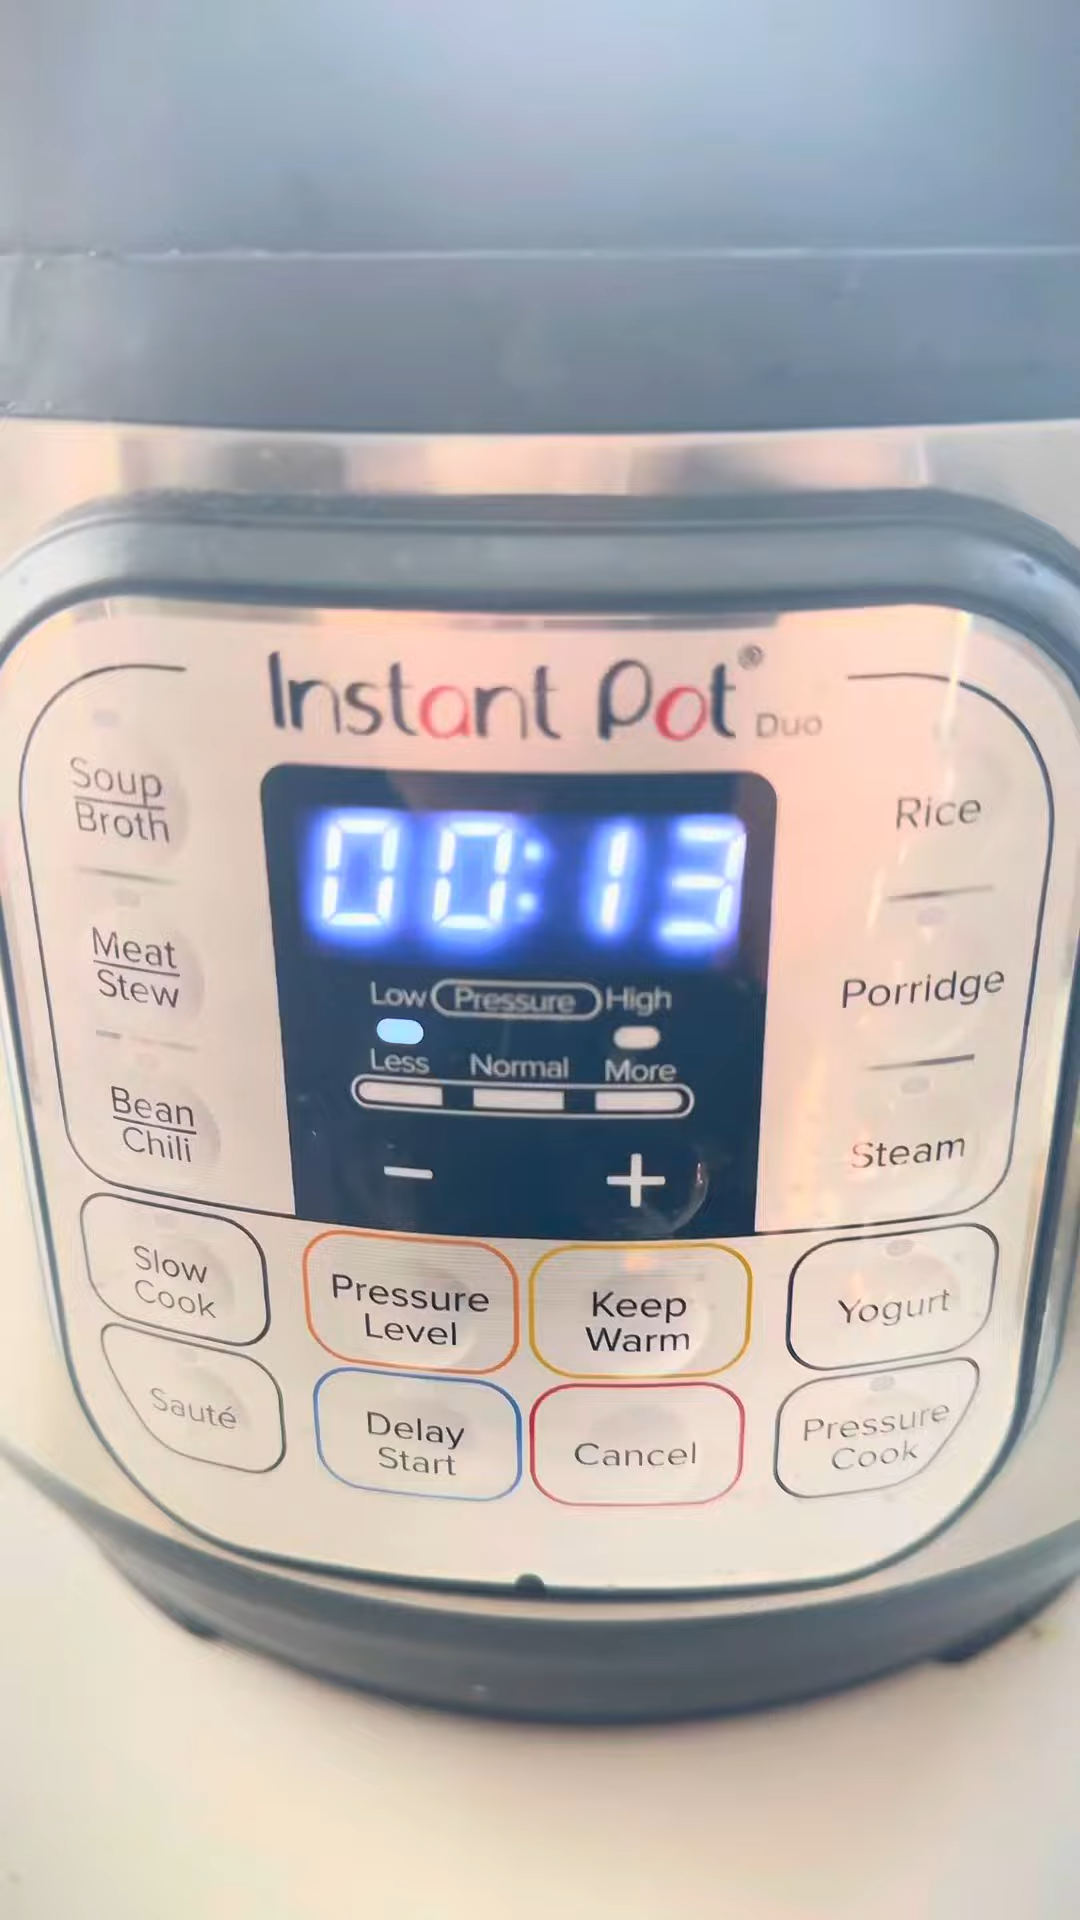 Instant Pot® Duo
Soup
Broth
Meat
Stew
Bean
Chili
00:13
Low Pressure High
Less Normal More
− +
Rice
Porridge
Steam
Slow
Cook
Pressure
Level
Keep
Warm
Yogurt
Sauté
Delay
Start
Cancel
Pressure
Cook